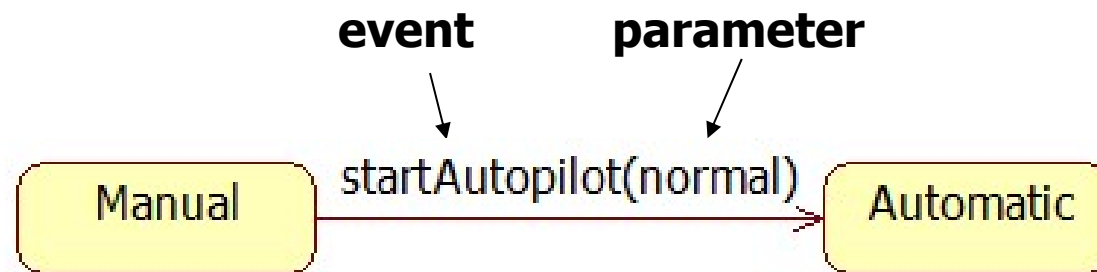 event parameter
startAutopilot(normal)
Manual
Automatic